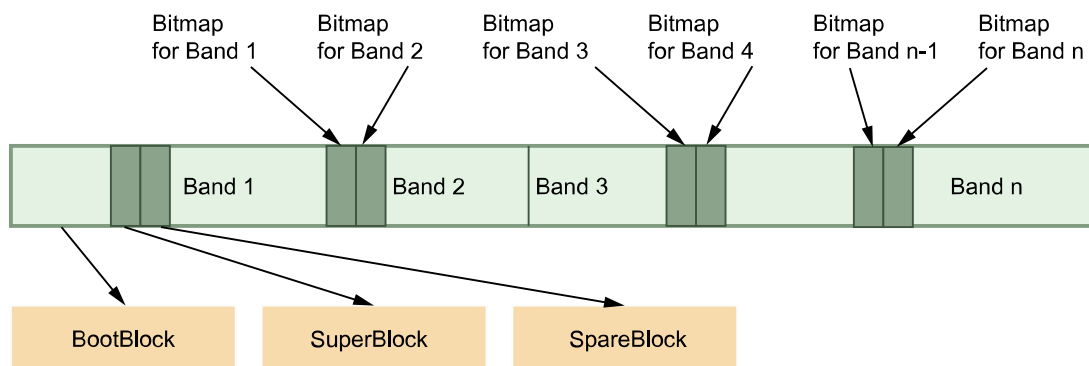 Bitmap
for Band 1
Bitmap
for Band 2
Bitmap
for Band 3
Bitmap
for Band 4
Bitmap
for Band n-1
Bitmap
for Band n
Band 1
Band 2
Band 3
Band n
BootBlock
SuperBlock
SpareBlock